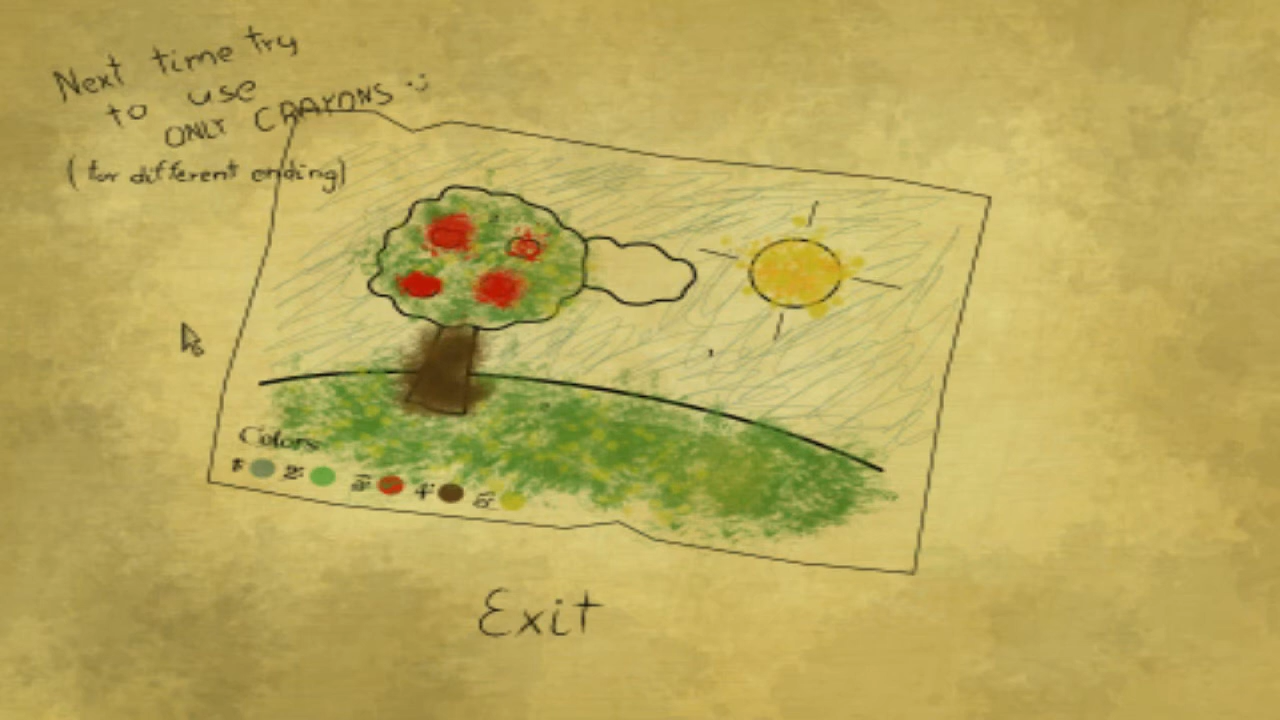 Next time try
to use
ONLY CRAYONS :)
(for different ending)
Colors:
1: 2: 3: 4: 5:
Exit